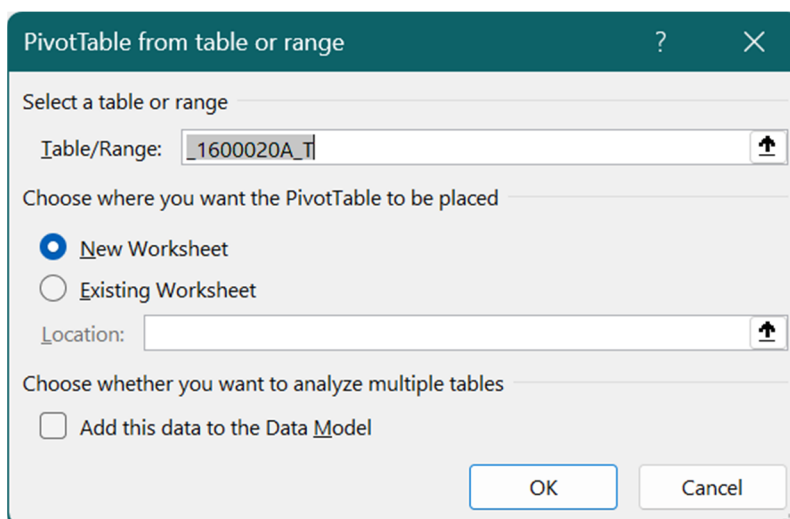 PivotTable from table or range ?
Select a table or range
Table/Range: _1600020A_T
Choose where you want the PivotTable to be placed
New Worksheet
Existing Worksheet
Location:
Choose whether you want to analyze multiple tables
Add this data to the Data Model
OK Cancel